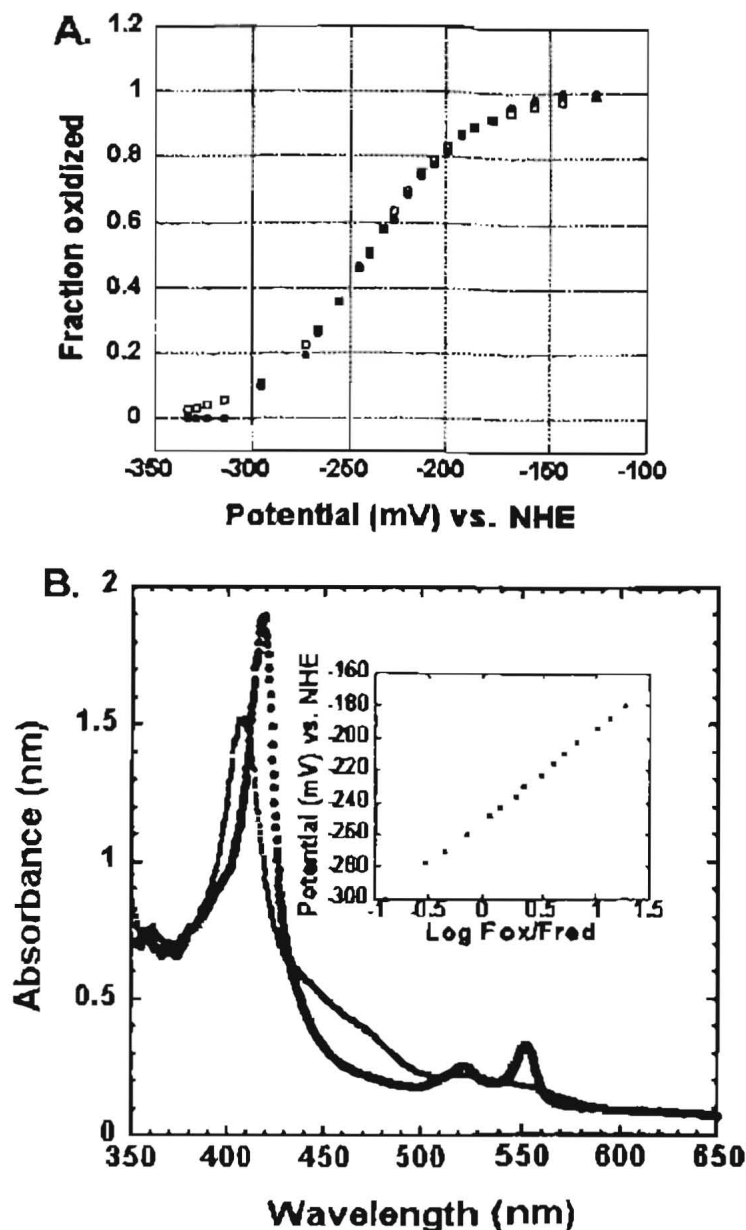 A.
1.2
1
0.8
0.6
0.4
0.2
0
Fraction oxidized
-350 -300 -250 -200 -150 -100
Potential (mV) vs. NHE
B.
2
1.5
1
0.5
0
Absorbance (nm)
350 400 450 500 550 600 650
Wavelength (nm)
-160
-180
-200
-220
-240
-260
-280
-300
Potential (mV) vs. NHE
-1 -0.5 0 0.5 1 1.5
Log Fox/Fred